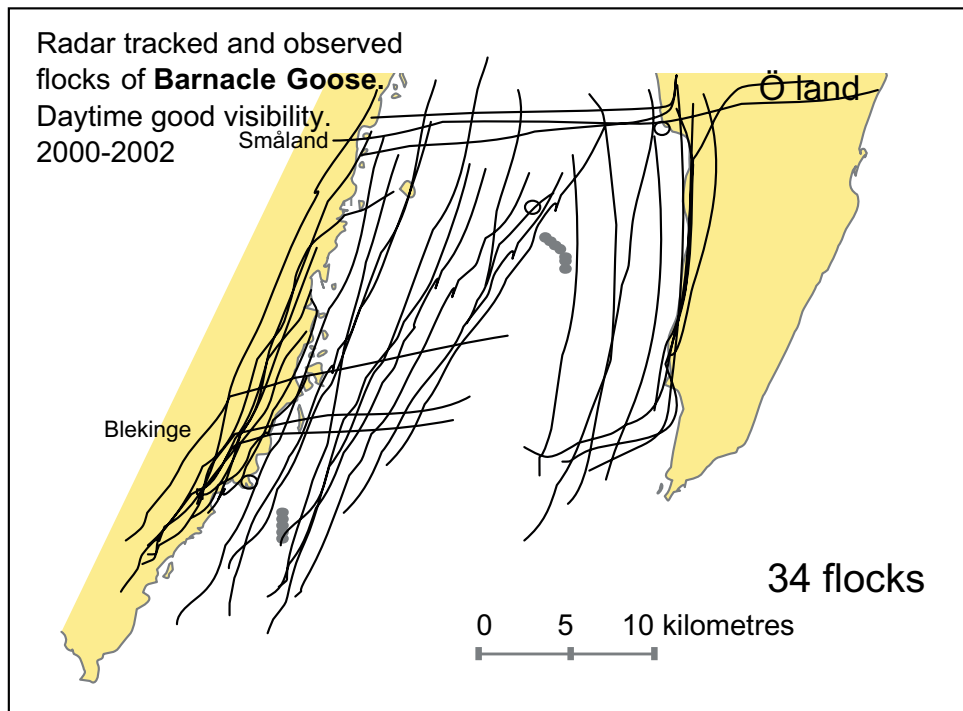 Radar tracked and observed
flocks of Barnacle Goose.
Daytime good visibility.
2000-2002
Småland
Ö land
Blekinge
34 flocks
0 5 10 kilometres